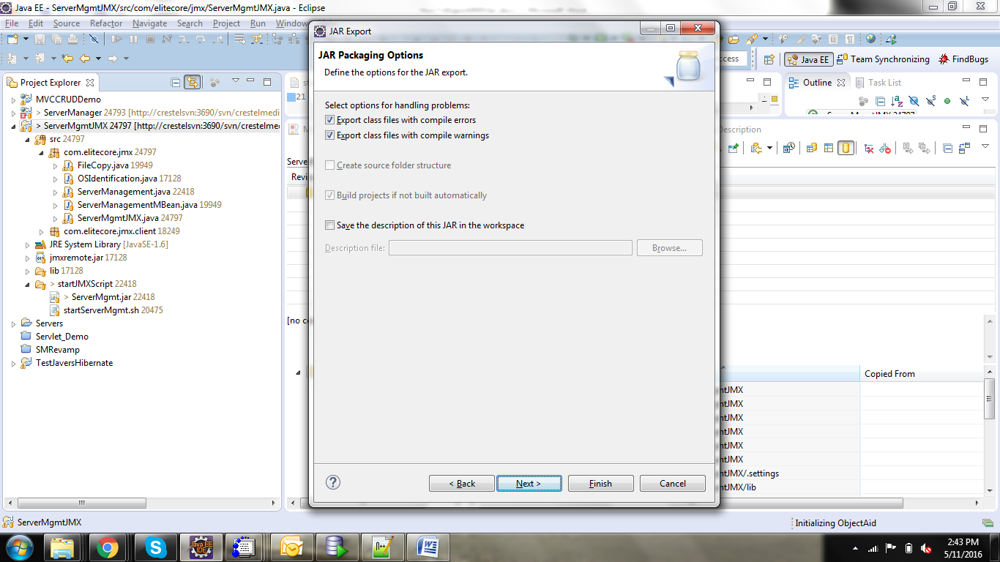 Java EE - ServerMgmtJMX/src/com/elitecore/jmx/ServerMgmtJMX.java - Eclipse
File Edit Source Refactor Navigate Search Project Run Window
JAR Export
JAR Packaging Options
Define the options for the JAR export.
Java EE
Team Synchronizing
FindBugs
Project Explorer
Outline
Task List
MVCCRUDDemo
> ServerManager 24793 [http://crestelsvn:3690/svn/crestelmedi
> ServerMgmtJMX 24797 [http://crestelsvn:3690/svn/crestelmed
src 24797
com.elitecore.jmx 24797
FileCopy.java 19949
OSIdentification.java 17128
ServerManagement.java 22418
ServerManagementMBean.java 19949
ServerMgmtJMX.java 24797
com.elitecore.jmx.client 18249
JRE System Library [JavaSE-1.6]
jmxremote.jar 17128
lib 17128
> startJMXScript 22418
> ServerMgmt.jar 22418
startServerMgmt.sh 20475
Servers
Servlet_Demo
SMRevamp
TestJaversHibernate
Select options for handling problems:
Export class files with compile errors
Export class files with compile warnings
Create source folder structure
Build projects if not built automatically
Save the description of this JAR in the workspace
Description file:
Browse...
21
Description
Serve
Revi
[no co
Copied From
ntJMX
ntJMX
ntJMX
ntJMX
ntJMX
ntJMX
ntJMX/.settings
ntJMX/lib
< Back
Next >
Finish
Cancel
ServerMgmtJMX
Initializing ObjectAid
2:43 PM
5/11/2016